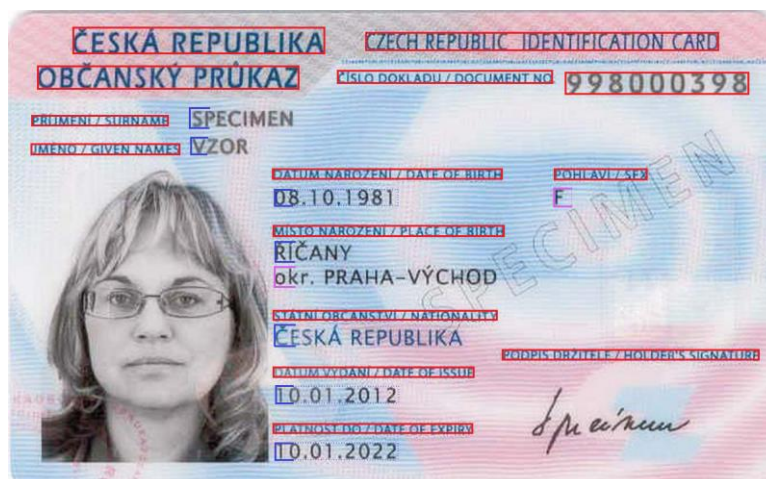 ČESKÁ REPUBLIKA
CZECH REPUBLIC IDENTIFICATION CARD
OBČANSKÝ PRŮKAZ
ČÍSLO DOKLADU / DOCUMENT NO.
998000398
PŘÍJMENÍ / SURNAME
SPECIMEN
JMÉNO / GIVEN NAMES
VZOR
DATUM NAROZENÍ / DATE OF BIRTH
POHLAVÍ / SEX
08.10.1981
F
MÍSTO NAROZENÍ / PLACE OF BIRTH
ŘÍČANY
okr. PRAHA–VÝCHOD
SPECIMEN
STÁTNÍ OBČANSTVÍ / NATIONALITY
ČESKÁ REPUBLIKA
PODPIS DRŽITELE / HOLDER'S SIGNATURE
DATUM VYDÁNÍ / DATE OF ISSUE
10.01.2012
Specimen
PLATNOST DO / DATE OF EXPIRY
10.01.2022